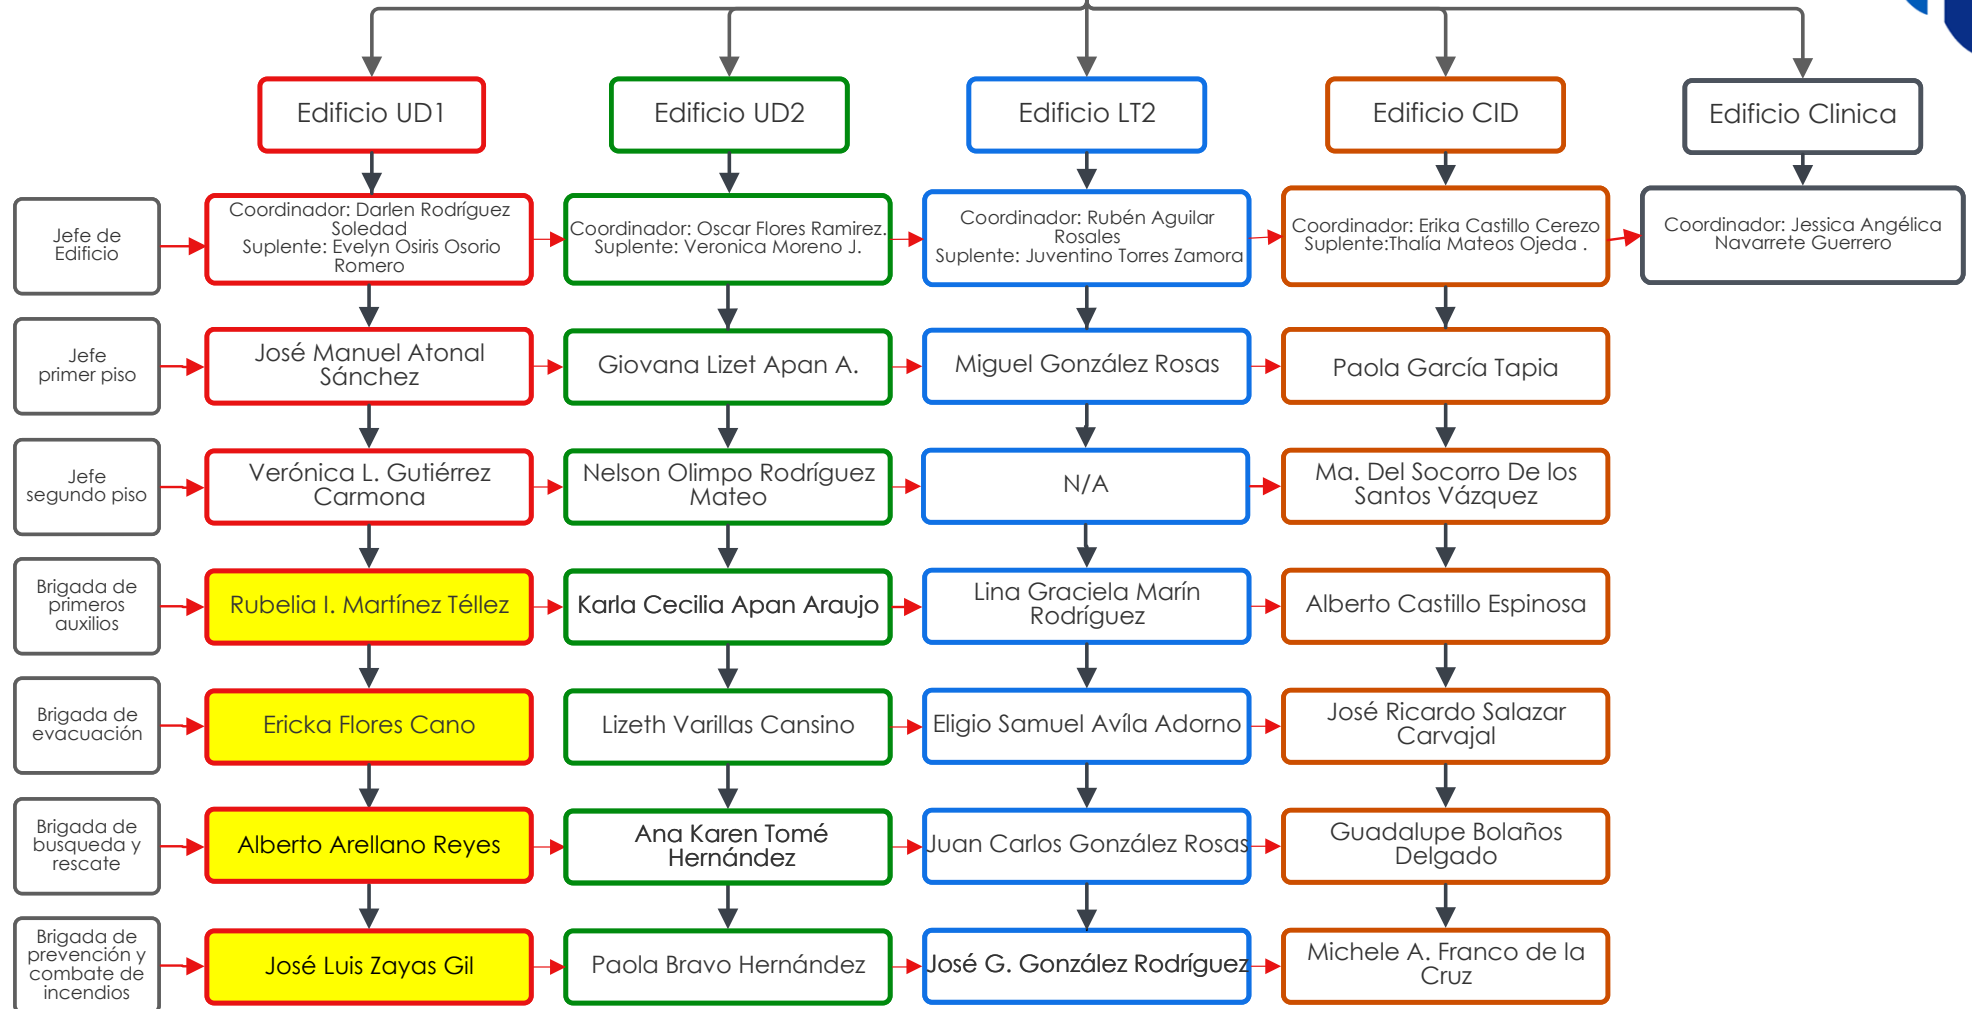 Edificio UD1
Edificio UD2
Edificio LT2
Edificio CID
Edificio Clinica
Jefe de
Edificio
Coordinador: Darlen Rodríguez
Soledad
Suplente: Evelyn Osiris Osorio
Romero
Coordinador: Oscar Flores Ramirez.
Suplente: Veronica Moreno J.
Coordinador: Rubén Aguilar
Rosales
Suplente: Juventino Torres Zamora
Coordinador: Erika Castillo Cerezo
Suplente:Thalía Mateos Ojeda .
Coordinador: Jessica Angélica
Navarrete Guerrero
Jefe
primer piso
José Manuel Atonal
Sánchez
Giovana Lizet Apan A.
Miguel González Rosas
Paola García Tapia
Jefe
segundo piso
Verónica L. Gutiérrez
Carmona
Nelson Olimpo Rodríguez
Mateo
N/A
Ma. Del Socorro De los
Santos Vázquez
Brigada de
primeros
auxilios
Rubelia I. Martínez Téllez
Karla Cecilia Apan Araujo
Lina Graciela Marín
Rodríguez
Alberto Castillo Espinosa
Brigada de
evacuación
Ericka Flores Cano
Lizeth Varillas Cansino
Eligio Samuel Avíla Adorno
José Ricardo Salazar
Carvajal
Brigada de
busqueda y
rescate
Alberto Arellano Reyes
Ana Karen Tomé
Hernández
Juan Carlos González Rosas
Guadalupe Bolaños
Delgado
Brigada de
prevención y
combate de
incendios
José Luis Zayas Gil
Paola Bravo Hernández
José G. González Rodríguez
Michele A. Franco de la
Cruz